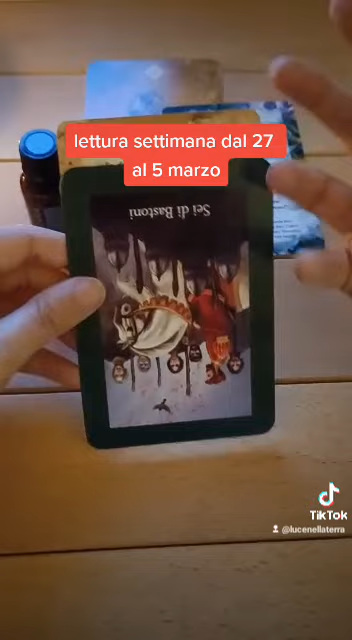 lettura settimana dal 27
al 5 marzo
Sei di Bastoni
TikTok
@lucenellaterra